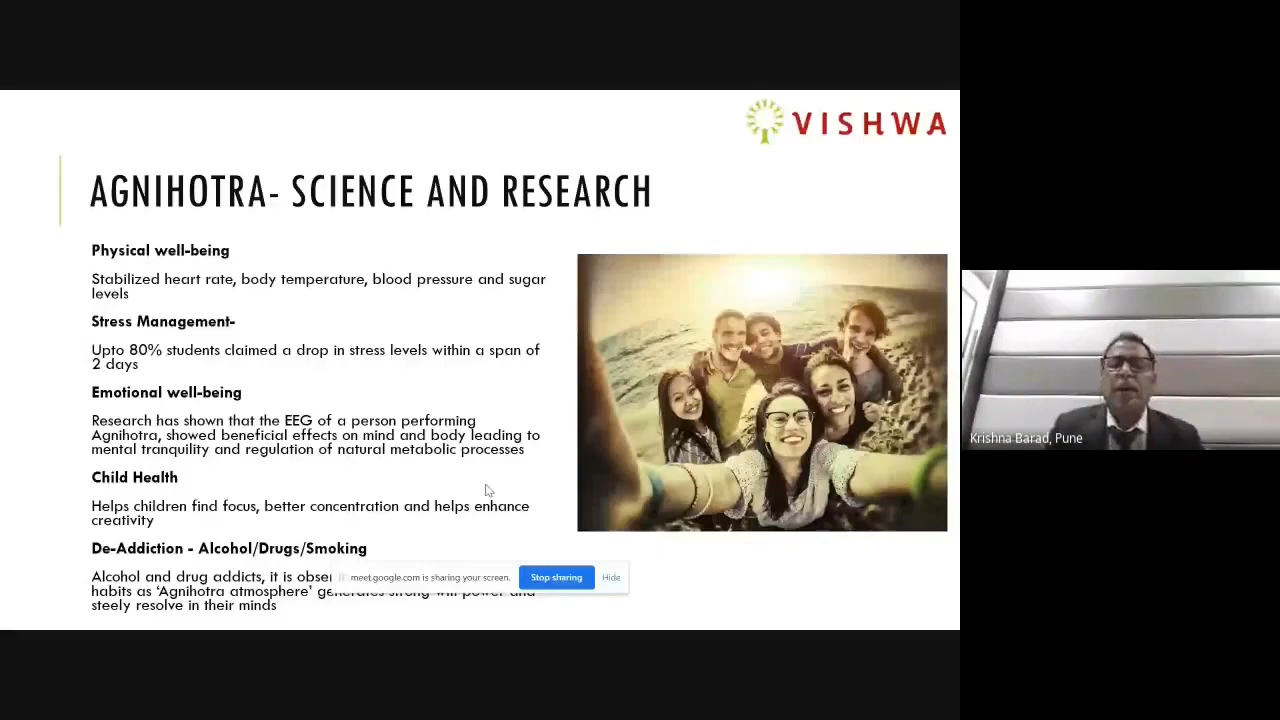 VISHWA
AGNIHOTRA- SCIENCE AND RESEARCH
Physical well-being
Stabilized heart rate, body temperature, blood pressure and sugar
levels
Stress Management-
Upto 80% students claimed a drop in stress levels within a span of
2 days
Emotional well-being
Research has shown that the EEG of a person performing
Agnihotra, showed beneficial effects on mind and body leading to
mental tranquility and regulation of natural metabolic processes
Child Health
Helps children find focus, better concentration and helps enhance
creativity
De-Addiction - Alcohol/Drugs/Smoking
Alcohol and drug addicts, it is
habits as ‘Agnihotra atmosphere’ generates strong will power and
steely resolve in their minds
meet.google.com is sharing your screen.
Stop sharing
Hide
Krishna Barad, Pune